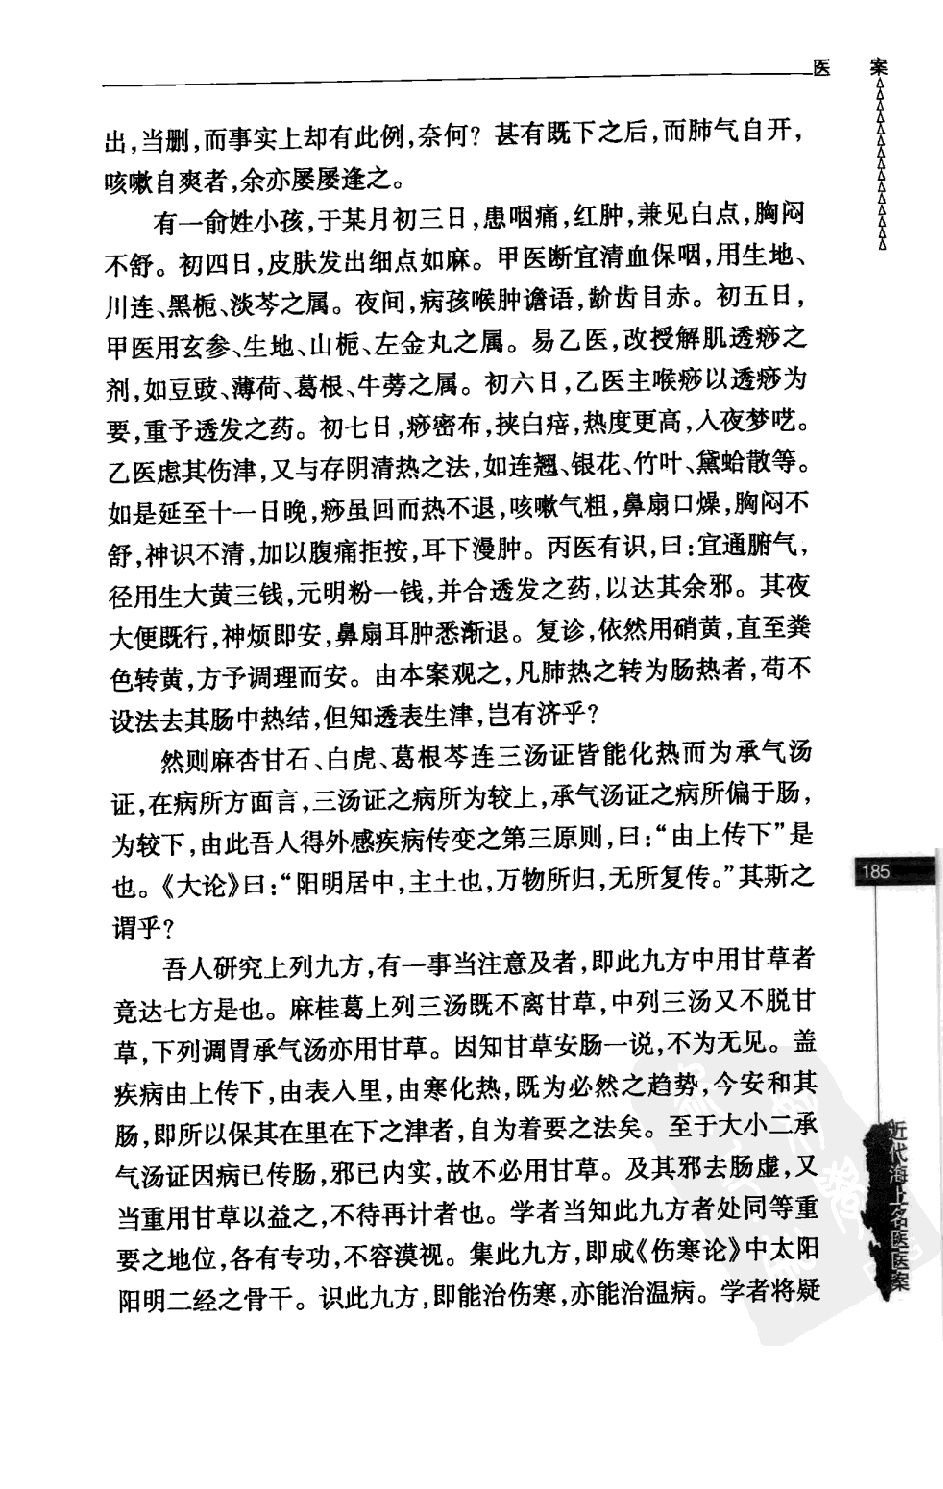 医 案
出,当删,而事实上却有此例,奈何?甚有既下之后,而肺气自开,
咳嗽自爽者,余亦屡屡逢之。
有一俞姓小孩,于某月初三日,患咽痛,红肿,兼见白点,胸闷
不舒。初四日,皮肤发出细点如麻。甲医断宜清血保咽,用生地、
川连、黑栀、淡芩之属。夜间,病孩喉肿谵语,龂齿目赤。初五日,
甲医用玄参、生地、山栀、左金丸之属。易乙医,改授解肌透痧之
剂,如豆豉、薄荷、葛根、牛蒡之属。初六日,乙医主喉痧以透痧为
要,重予透发之药。初七日,痧密布,挟白㾦,热度更高,入夜梦呓。
乙医虑其伤津,又与存阴清热之法,如连翘、银花、竹叶、黛蛤散等。
如是延至十一日晚,痧虽回而热不退,咳嗽气粗,鼻扇口燥,胸闷不
舒,神识不清,加以腹痛拒按,耳下漫肿。丙医有识,曰:宜通腑气,
径用生大黄三钱,元明粉一钱,并合透发之药,以达其余邪。其夜
大便既行,神烦即安,鼻扇耳肿悉渐退。复诊,依然用硝黄,直至粪
色转黄,方予调理而安。由本案观之,凡肺热之转为肠热者,苟不
设法去其肠中热结,但知透表生津,岂有济乎?
然则麻杏甘石、白虎、葛根芩连三汤证皆能化热而为承气汤
证,在病所方面言,三汤证之病所为较上,承气汤证之病所偏于肠,
为较下,由此吾人得外感疾病传变之第三原则,曰:“由上传下”是
也。《大论》曰:“阳明居中,主土也,万物所归,无所复传。”其斯之
谓乎?
吾人研究上列九方,有一事当注意及者,即此九方中用甘草者
竟达七方是也。麻桂葛上列三汤既不离甘草,中列三汤又不脱甘
草,下列调胃承气汤亦用甘草。因知甘草安肠一说,不为无见。盖
疾病由上传下,由表入里,由寒化热,既为必然之趋势,今安和其
肠,即所以保其在里在下之津者,自为着要之法矣。至于大小二承
气汤证因病已传肠,邪已内实,故不必用甘草。及其邪去肠虚,又
当重用甘草以益之,不待再计者也。学者当知此九方者处同等重
要之地位,各有专功,不容漠视。集此九方,即成《伤寒论》中太阳
阳明二经之骨干。识此九方,即能治伤寒,亦能治温病。学者将疑
185
近代海上名医医案